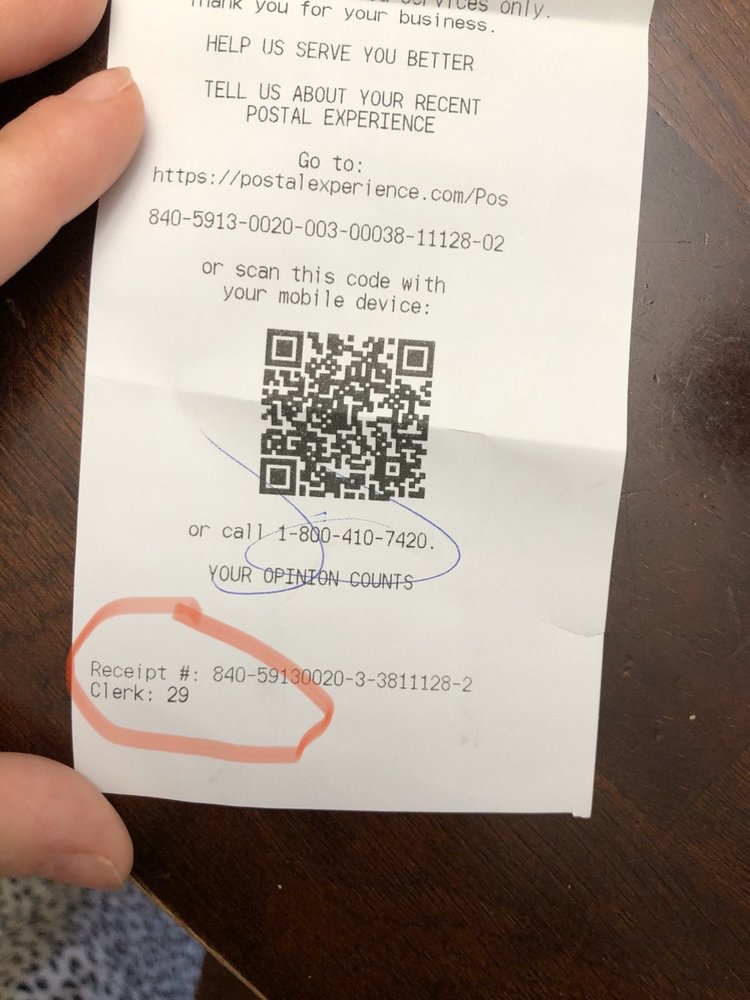 services only.
Thank you for your business.
HELP US SERVE YOU BETTER
TELL US ABOUT YOUR RECENT
POSTAL EXPERIENCE
Go to:
https://postalexperience.com/Pos
840-5913-0020-003-00038-11128-02
or scan this code with
your mobile device:
or call 1-800-410-7420.
YOUR OPINION COUNTS
Receipt #: 840-59130020-3-3811128-2
Clerk: 29